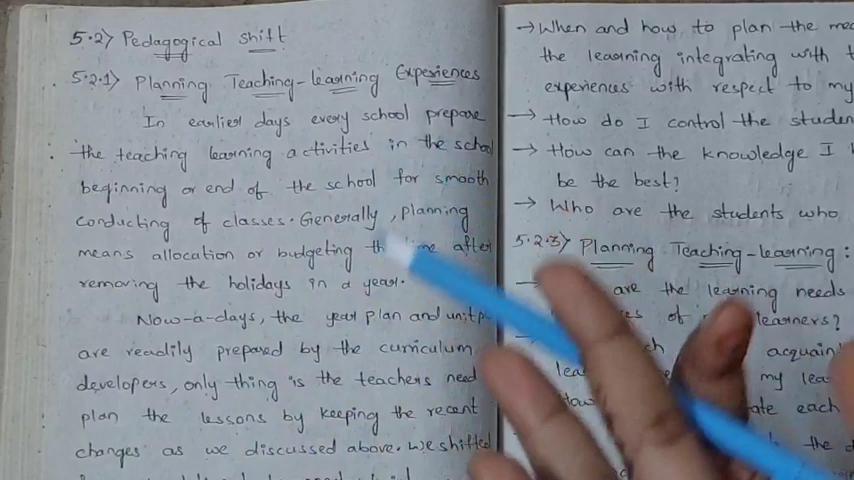 5.2) Pedagogical shift
5.2.1) Planning Teaching-learning Experiences
In earlier days every school prepare
the teaching learning activities in the school
beginning or end of the school for smooth
conducting of classes. Generally, planning
means allocation or budgeting the time after
removing the holidays in a year.
Now-a-days, the year plan and unit
are readily prepared by the curriculum
developers, only thing is the teachers need
plan the lessons by keeping the recent
changes as we discussed above. We shifted
→ When and how to plan the
the learning integrating with
experiences with respect to my
→ How do I control the
→ How can the knowledge I
be the best?
→ Who are the students who
5.2.3) Planning Teaching-learning:
are the learning needs
of learners?
my
each
the